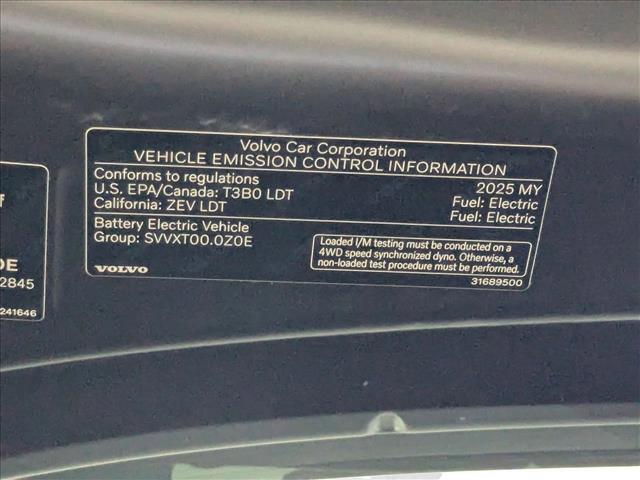 Volvo Car Corporation
VEHICLE EMISSION CONTROL INFORMATION
Conforms to regulations 2025 MY
U.S. EPA/Canada: T3B0 LDT Fuel: Electric
California: ZEV LDT Fuel: Electric
Battery Electric Vehicle
Group: SVVXT00.0Z0E
Loaded I/M testing must be conducted on a
4WD speed synchronized dyno. Otherwise, a
non-loaded test procedure must be performed.
VOLVO 31689500
2845
241646